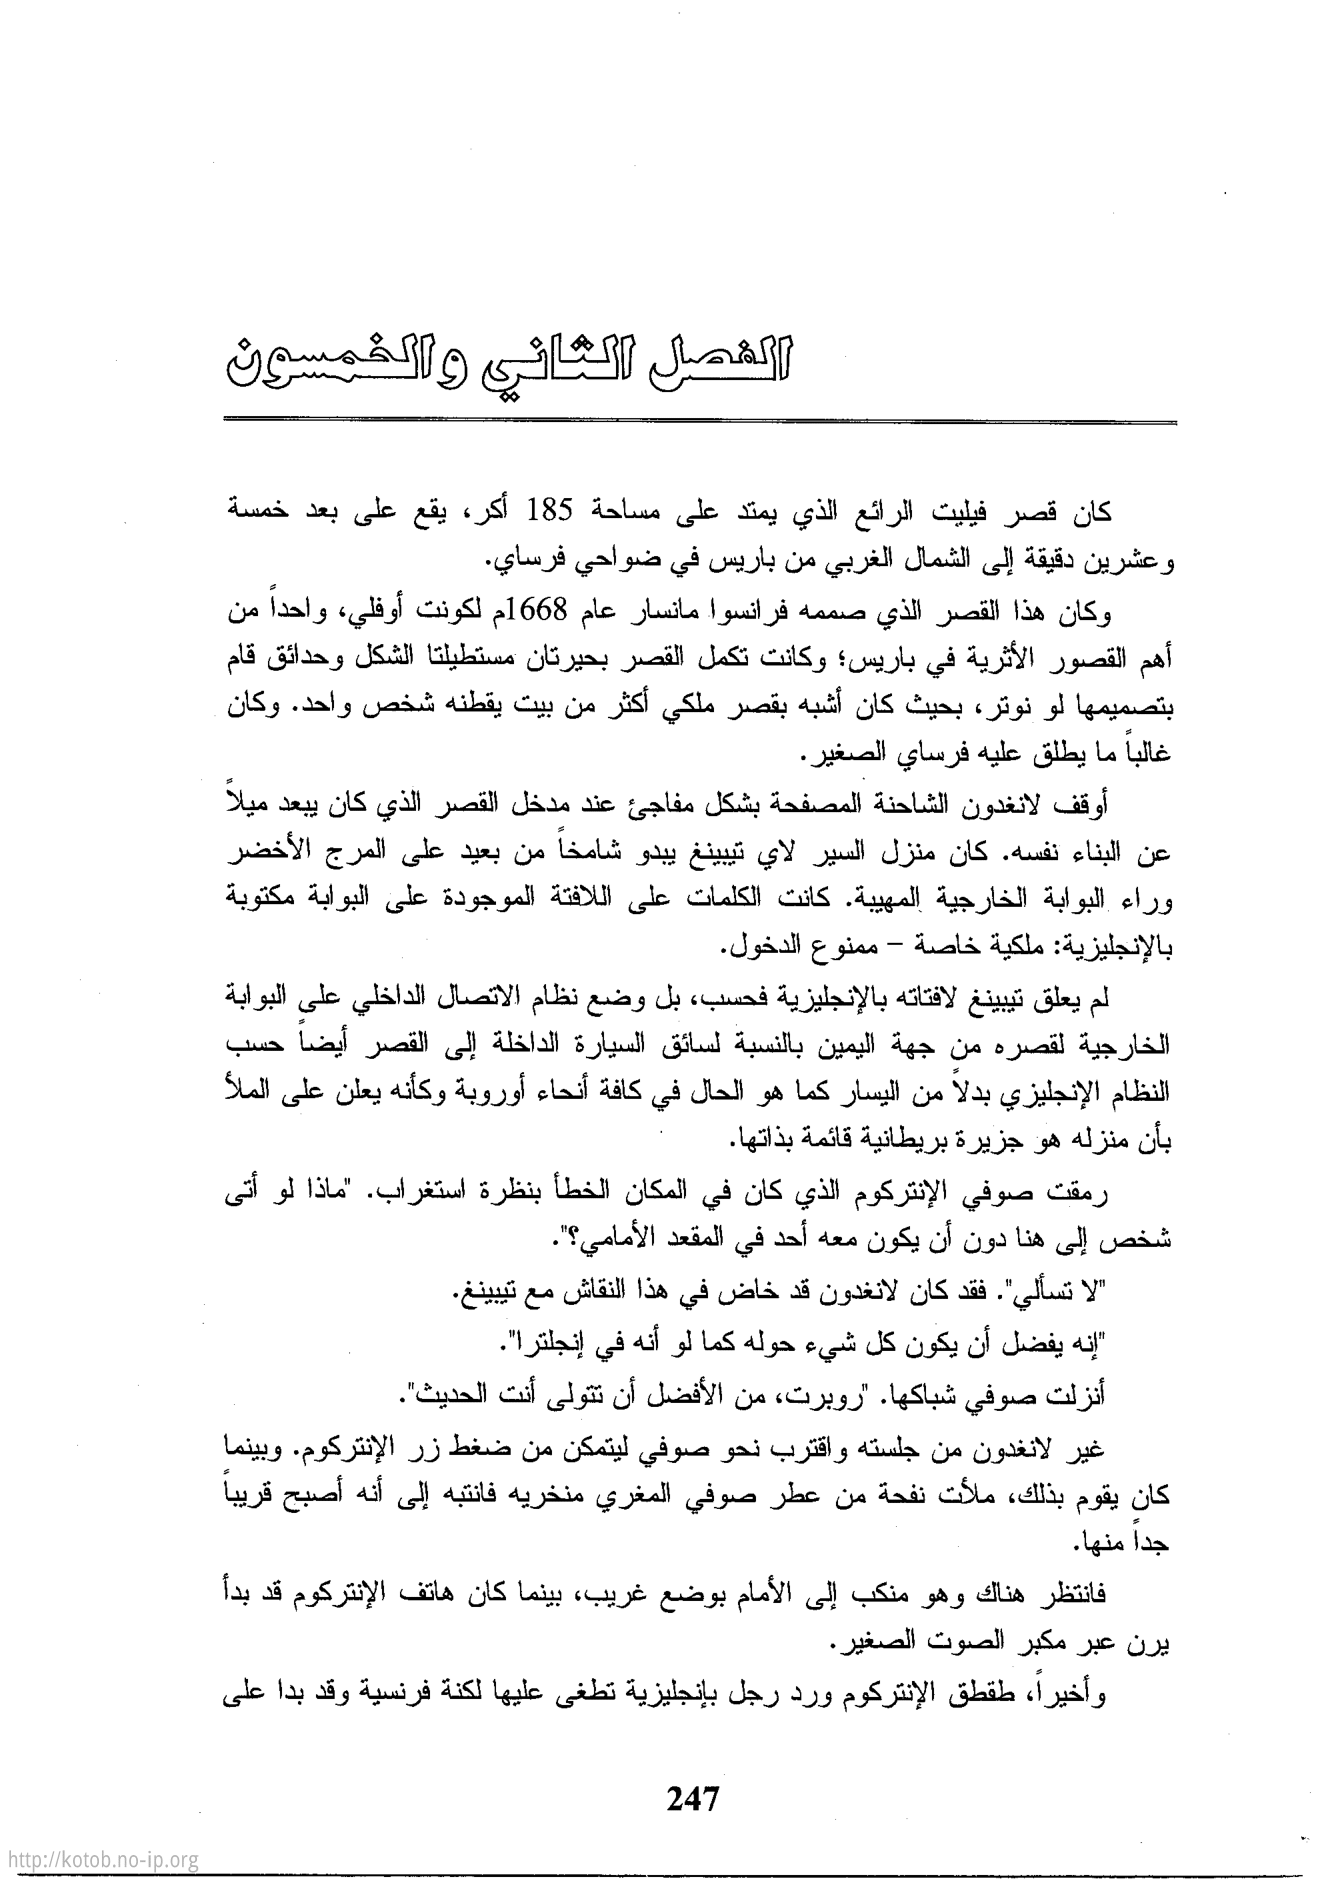 الفصل الثاني والخمسون
كان قصر فيليت الرائع الذي يمتد على مساحة 185 أكر، يقع على بعد خمسة
وعشرين دقيقة إلى الشمال الغربي من باريس في ضواحي فرساي.
وكان هذا القصر الذي صممه فرانسوا مانسار عام 1668م لكونت أوفلي، واحداً من
أهم القصور الأثرية في باريس؛ وكانت تكمل القصر بحيرتان مستطيلتا الشكل وحدائق قام
بتصميمها لو نوتر، بحيث كان أشبه بقصر ملكي أكثر من بيت يقطنه شخص واحد. وكان
غالباً ما يطلق عليه فرساي الصغير.
أوقف لانغدون الشاحنة المصفحة بشكل مفاجئ عند مدخل القصر الذي كان يبعد ميلاً
عن البناء نفسه. كان منزل السير لاي تيبينغ يبدو شامخاً من بعيد على المرج الأخضر
وراء البوابة الخارجية المهيبة. كانت الكلمات على اللافتة الموجودة على البوابة مكتوبة
بالإنجليزية: ملكية خاصة – ممنوع الدخول.
لم يعلق تيبينغ لافتاته بالإنجليزية فحسب، بل وضع نظام الاتصال الداخلي على البوابة
الخارجية لقصره من جهة اليمين بالنسبة لسائق السيارة الداخلة إلى القصر أيضاً حسب
النظام الإنجليزي بدلاً من اليسار كما هو الحال في كافة أنحاء أوروبة وكأنه يعلن على الملأ
بأن منزله هو جزيرة بريطانية قائمة بذاتها.
رمقت صوفي الإنتركوم الذي كان في المكان الخطأ بنظرة استغراب. "ماذا لو أتى
شخص إلى هنا دون أن يكون معه أحد في المقعد الأمامي؟".
"لا تسألي". فقد كان لانغدون قد خاض في هذا النقاش مع تيبينغ.
"إنه يفضل أن يكون كل شيء حوله كما لو أنه في إنجلترا".
أنزلت صوفي شباكها. "روبرت، من الأفضل أن تتولى أنت الحديث".
غير لانغدون من جلسته واقترب نحو صوفي ليتمكن من ضغط زر الإنتركوم. وبينما
كان يقوم بذلك، ملأت نفحة من عطر صوفي المغري منخريه فانتبه إلى أنه أصبح قريباً
جداً منها.
فانتظر هناك وهو منكب إلى الأمام بوضع غريب، بينما كان هاتف الإنتركوم قد بدأ
يرن عبر مكبر الصوت الصغير.
وأخيراً، طقطق الإنتركوم ورد رجل بإنجليزية تطغى عليها لكنة فرنسية وقد بدا على
247
http://kotob.no-ip.org